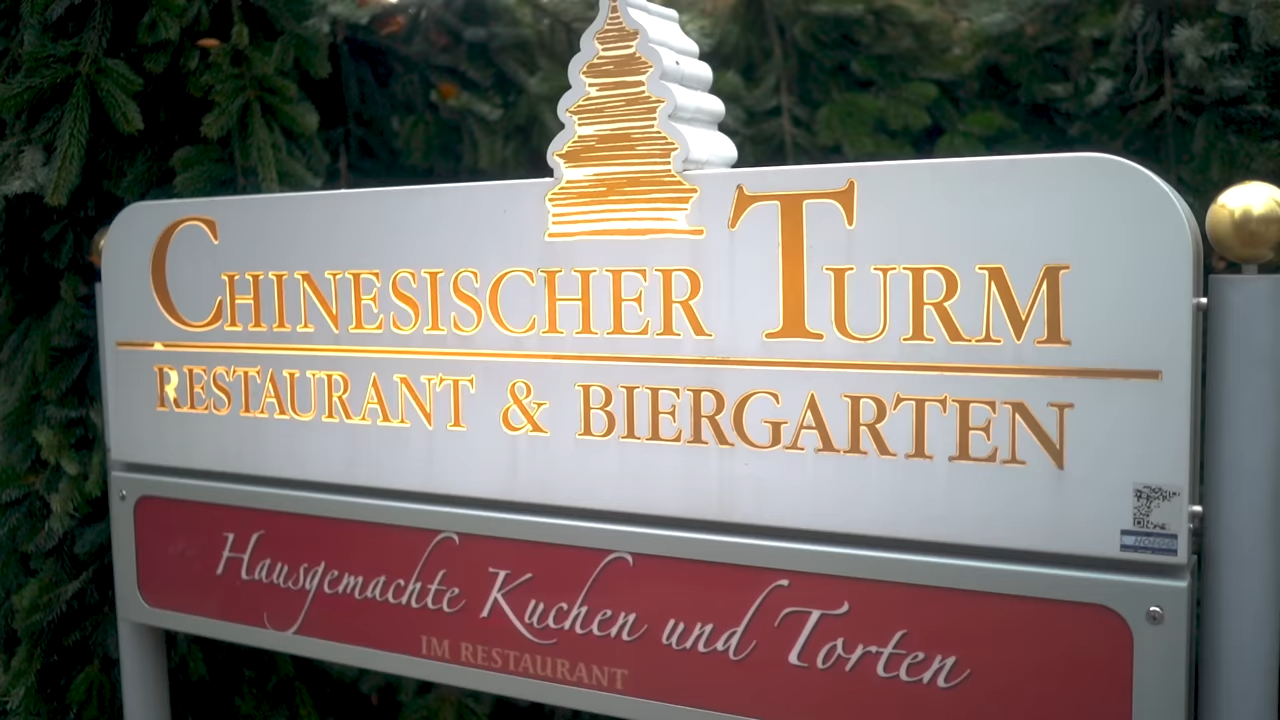 CHINESISCHER TURM
RESTAURANT & BIERGARTEN
Hausgemachte Kuchen und Torten
IM RESTAURANT